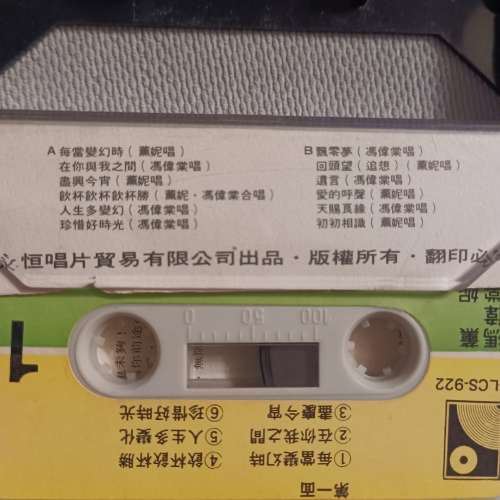 A 每當變幻時(薰妮唱)
在你與我之間(馮偉棠唱)
盡興今宵(薰妮唱)
飲杯飲杯飲杯勝(薰妮・馮偉棠合唱)
人生多變幻(馮偉棠唱)
珍惜好時光(馮偉棠唱)
B 飄零夢(馮偉棠唱)
回頭望(追想)(薰妮唱)
遺言(馮偉棠唱)
愛的呼聲(薰妮唱)
天賜良緣(馮偉棠唱)
初初相識(薰妮唱)
永恒唱片貿易有限公司出品・版權所有・翻印必
0 50 100
1
LCS-922
第一面
①每當變幻時
②在你我之間
③盡慶今宵
④飲杯飲杯勝
⑤人生多變化
⑥珍惜好時光